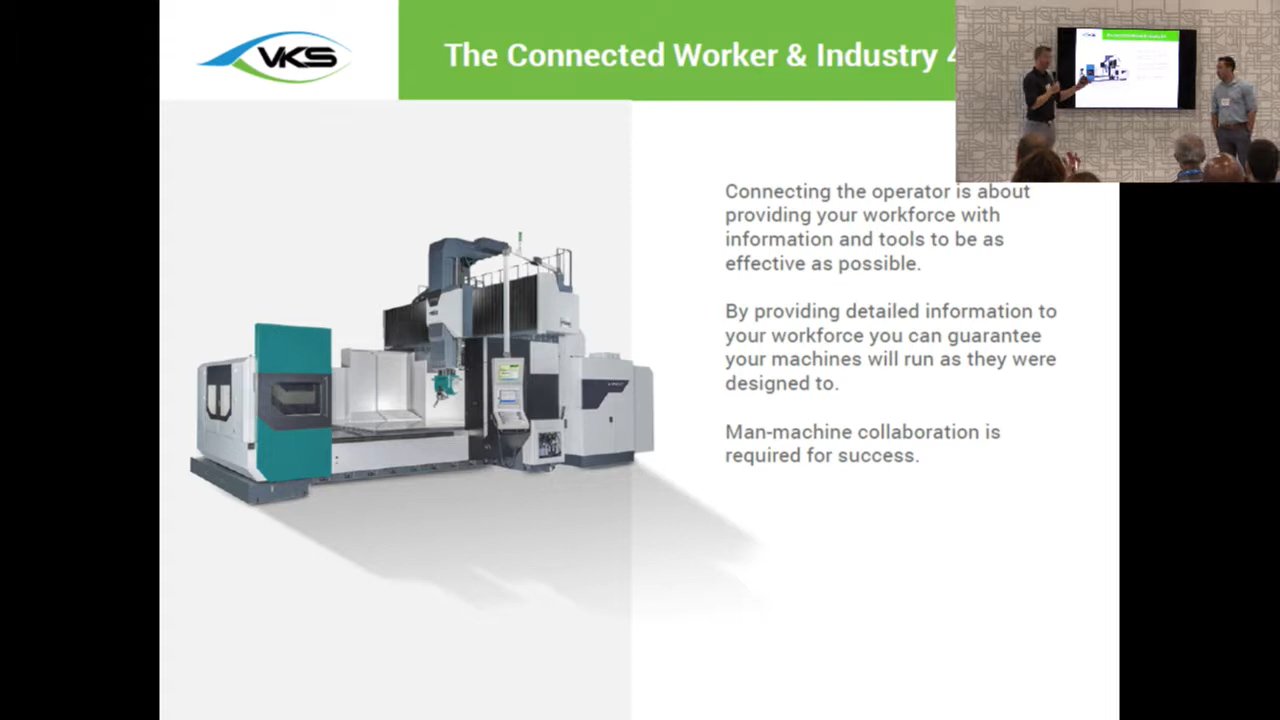 VKS
The Connected Worker & Industry 4
Connecting the operator is about
providing your workforce with
information and tools to be as
effective as possible.
By providing detailed information to
your workforce you can guarantee
your machines will run as they were
designed to.
Man-machine collaboration is
required for success.